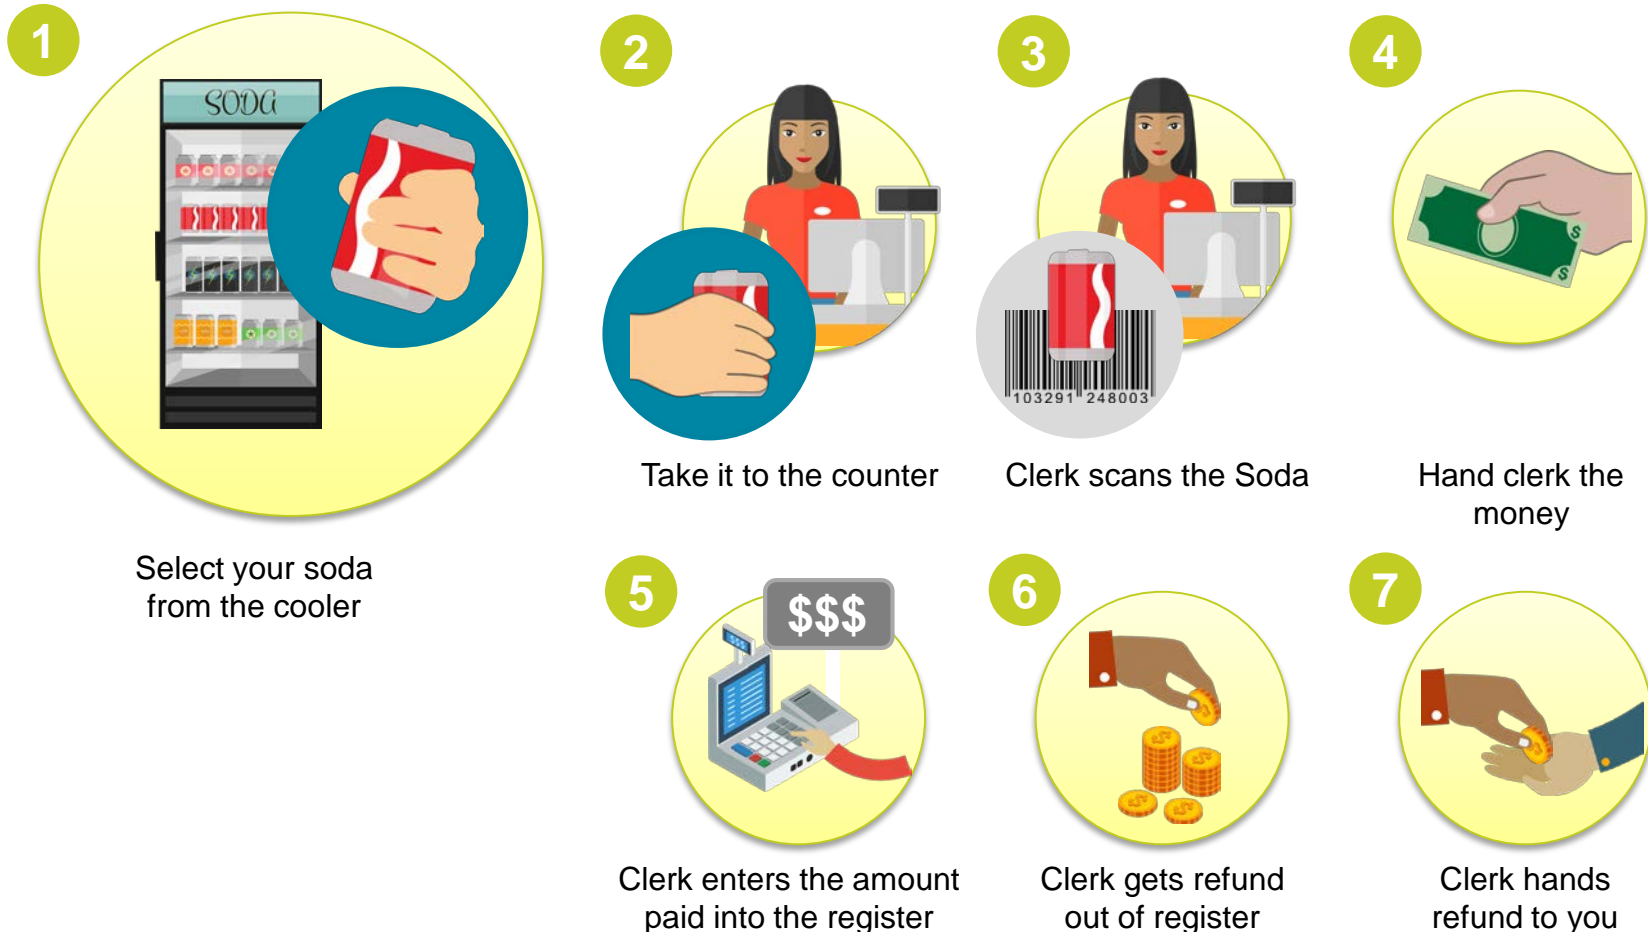 1
SODA
Select your soda
from the cooler
2
Take it to the counter
3
103291 248003
Clerk scans the Soda
4
$
$
Hand clerk the
money
5
$$$
$$$
Clerk enters the amount
paid into the register
6
$
$
$
$
$
Clerk gets refund
out of register
7
$
Clerk hands
refund to you